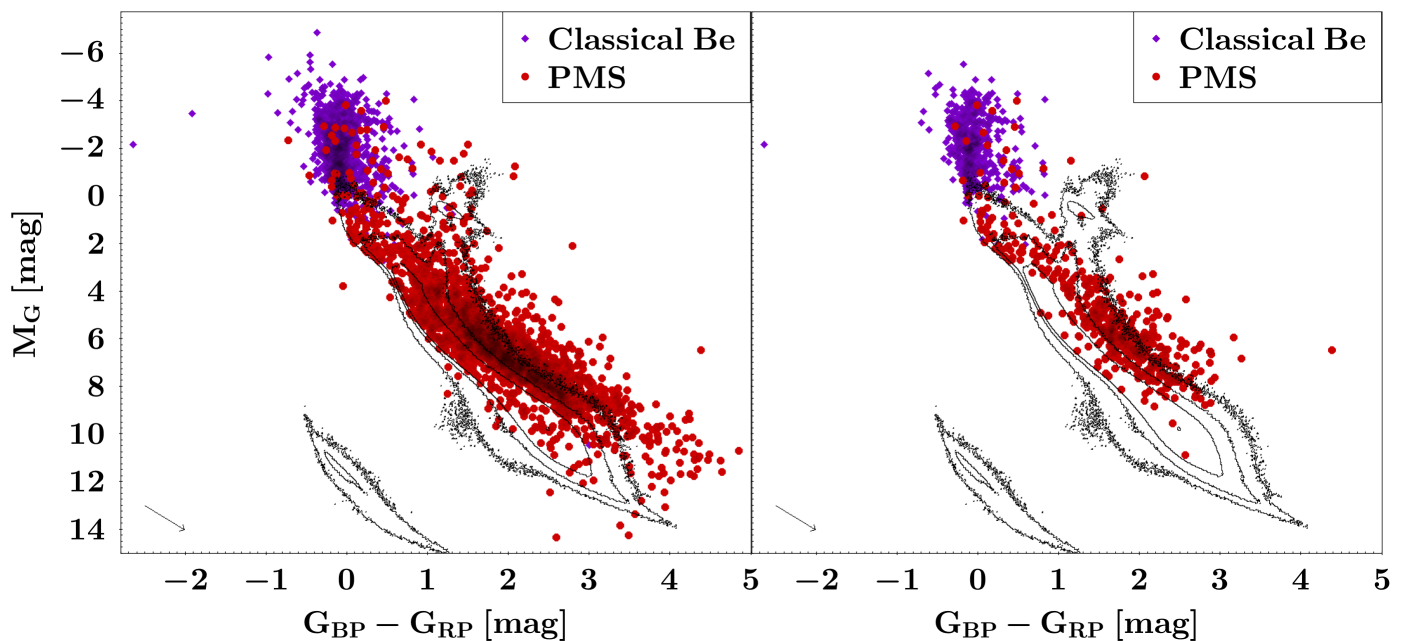 Classical Be
PMS
Classical Be
PMS
M_G [mag]
−6
−4
−2
0
2
4
6
8
10
12
14
−2 −1 0 1 2 3 4 5
−2 −1 0 1 2 3 4 5
G_BP − G_RP [mag]
G_BP − G_RP [mag]